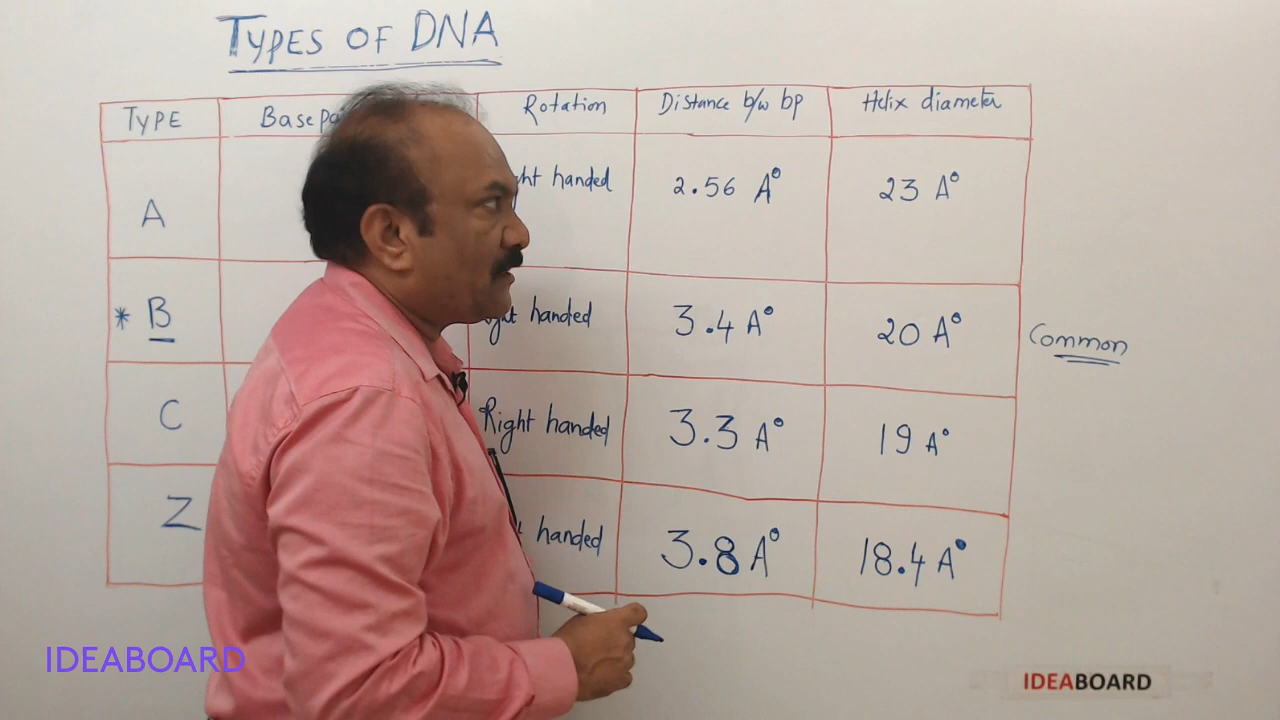 TYPES OF DNA
TYPE Rotation Distance b/w bp Helix diameter
A handed 2.56 A° 23 A°
* B handed 3.4 A° 20 A° Common
C Right handed 3.3 A° 19 A°
Z handed 3.8 A° 18.4 A°
IDEABOARD
IDEABOARD